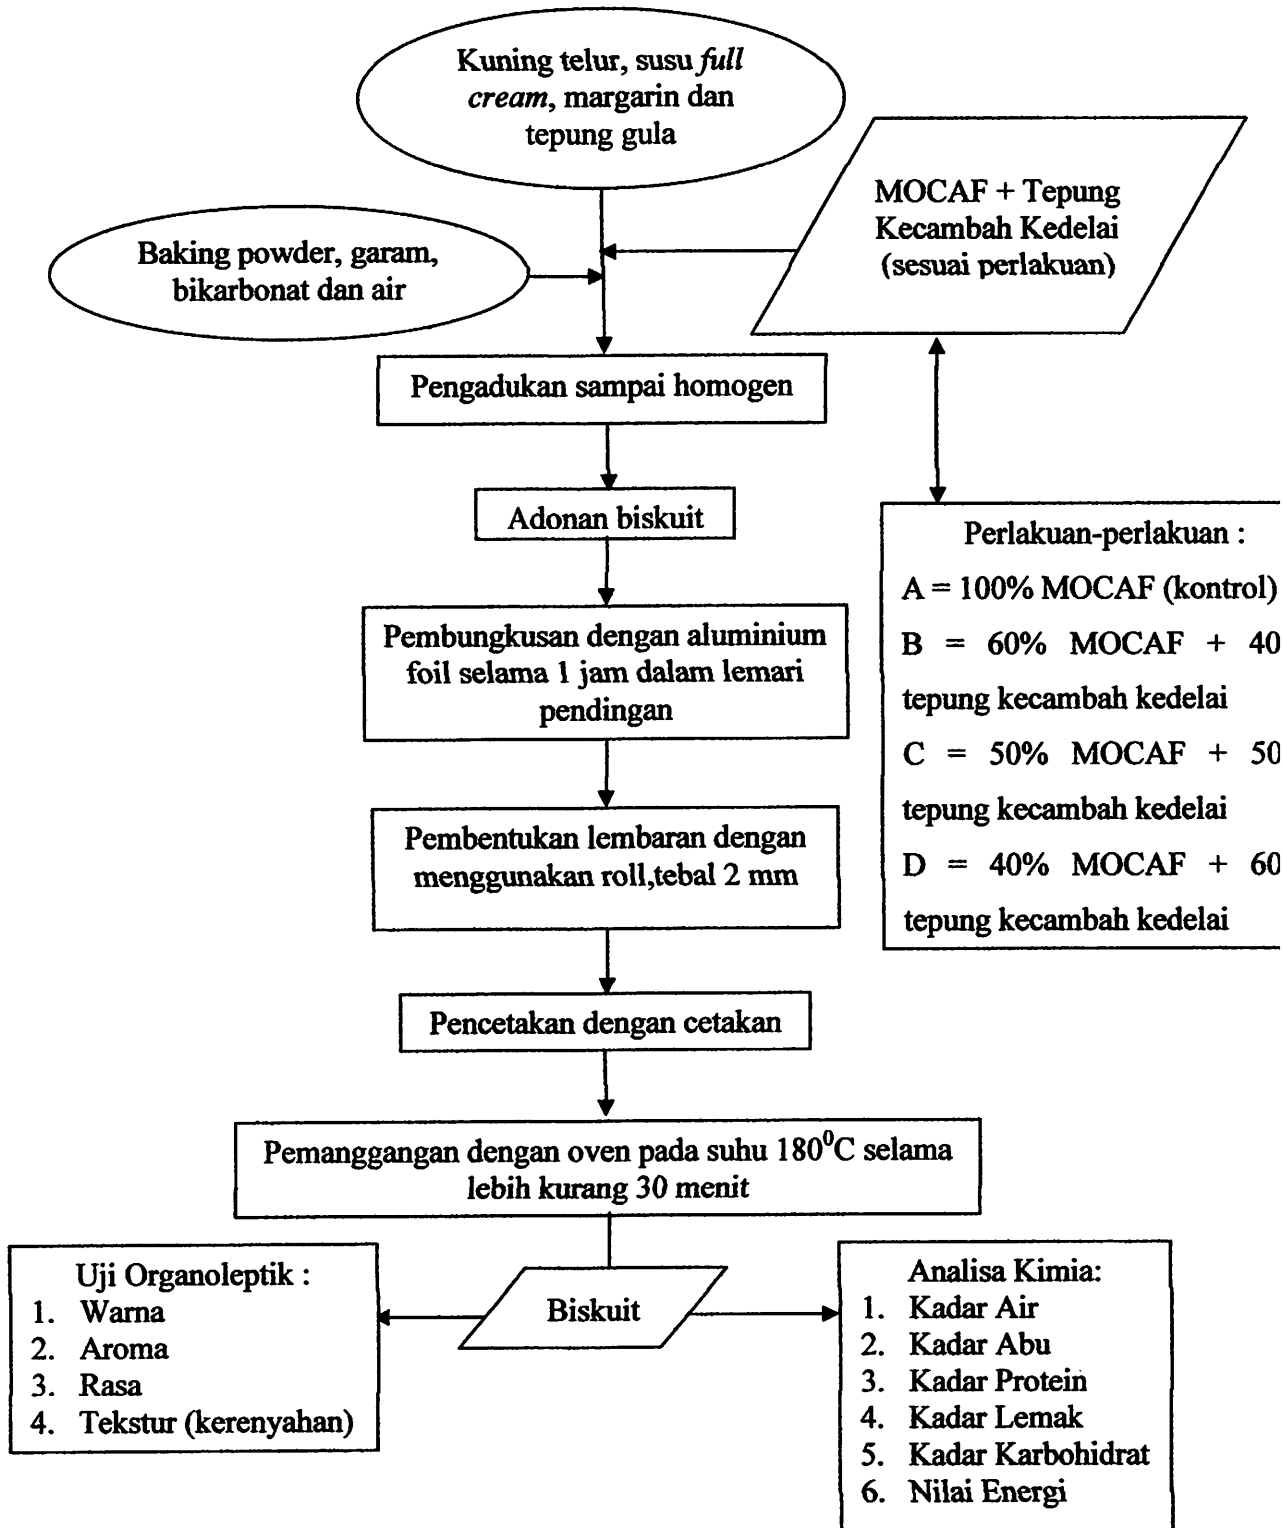 Kuning telur, susu full
cream, margarin dan
tepung gula
MOCAF + Tepung
Kecambah Kedelai
(sesuai perlakuan)
Baking powder, garam,
bikarbonat dan air
Pengadukan sampai homogen
Adonan biskuit
Perlakuan-perlakuan :
A = 100% MOCAF (kontrol)
B = 60% MOCAF + 40
tepung kecambah kedelai
C = 50% MOCAF + 50
tepung kecambah kedelai
D = 40% MOCAF + 60
tepung kecambah kedelai
Pembungkusan dengan aluminium
foil selama 1 jam dalam lemari
pendingan
Pembentukan lembaran dengan
menggunakan roll,tebal 2 mm
Pencetakan dengan cetakan
Pemanggangan dengan oven pada suhu 180⁰C selama
lebih kurang 30 menit
Biskuit
Uji Organoleptik :
1. Warna
2. Aroma
3. Rasa
4. Tekstur (kerenyahan)
Analisa Kimia:
1. Kadar Air
2. Kadar Abu
3. Kadar Protein
4. Kadar Lemak
5. Kadar Karbohidrat
6. Nilai Energi